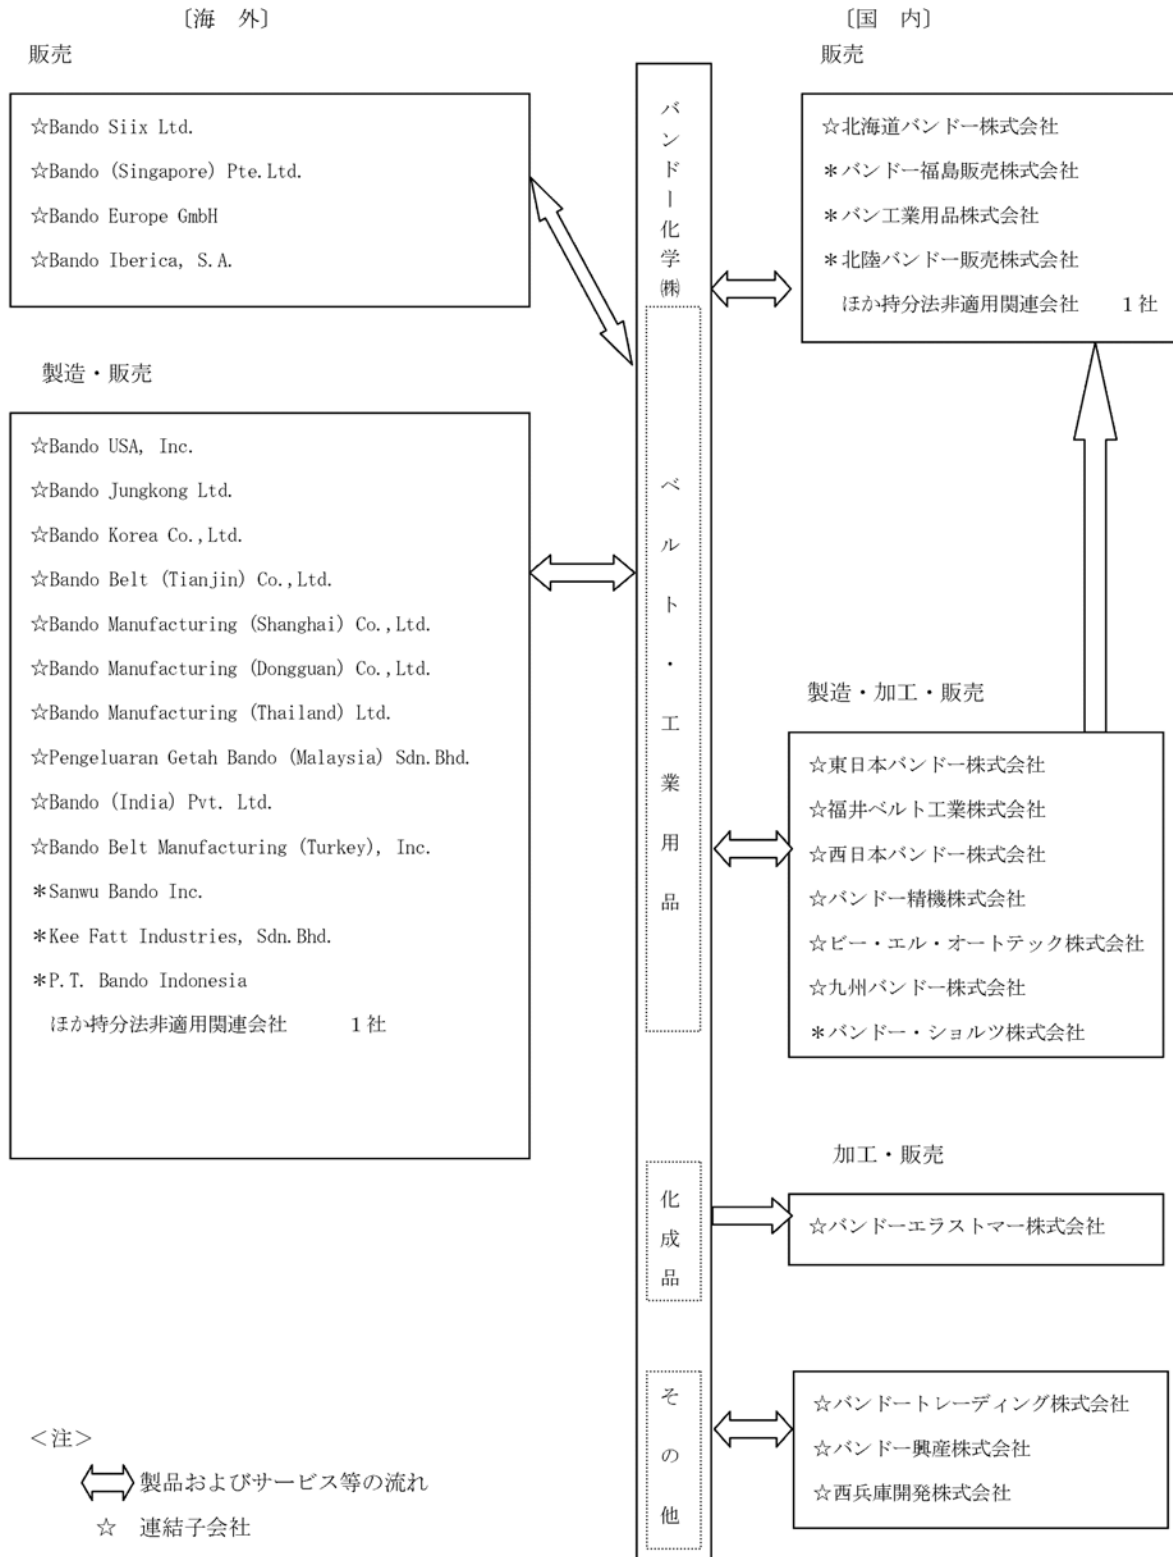 〔海　外〕
販売
☆Bando Siix Ltd.
☆Bando (Singapore) Pte.Ltd.
☆Bando Europe GmbH
☆Bando Iberica, S.A.
製造・販売
☆Bando USA, Inc.
☆Bando Jungkong Ltd.
☆Bando Korea Co.,Ltd.
☆Bando Belt (Tianjin) Co.,Ltd.
☆Bando Manufacturing (Shanghai) Co.,Ltd.
☆Bando Manufacturing (Dongguan) Co.,Ltd.
☆Bando Manufacturing (Thailand) Ltd.
☆Pengeluaran Getah Bando (Malaysia) Sdn.Bhd.
☆Bando (India) Pvt. Ltd.
☆Bando Belt Manufacturing (Turkey), Inc.
＊Sanwu Bando Inc.
＊Kee Fatt Industries, Sdn.Bhd.
＊P.T. Bando Indonesia
ほか持分法非適用関連会社　　　１社
バンドー化学㈱
ベルト・工業用品
化成品
その他
〔国　内〕
販売
☆北海道バンドー株式会社
＊バンドー福島販売株式会社
＊バン工業用品株式会社
＊北陸バンドー販売株式会社
ほか持分法非適用関連会社　　１社
製造・加工・販売
☆東日本バンドー株式会社
☆福井ベルト工業株式会社
☆西日本バンドー株式会社
☆バンドー精機株式会社
☆ビー・エル・オートテック株式会社
☆九州バンドー株式会社
＊バンドー・ショルツ株式会社
加工・販売
☆バンドーエラストマー株式会社
☆バンドートレーディング株式会社
☆バンドー興産株式会社
☆西兵庫開発株式会社
＜注＞
製品およびサービス等の流れ
☆　連結子会社